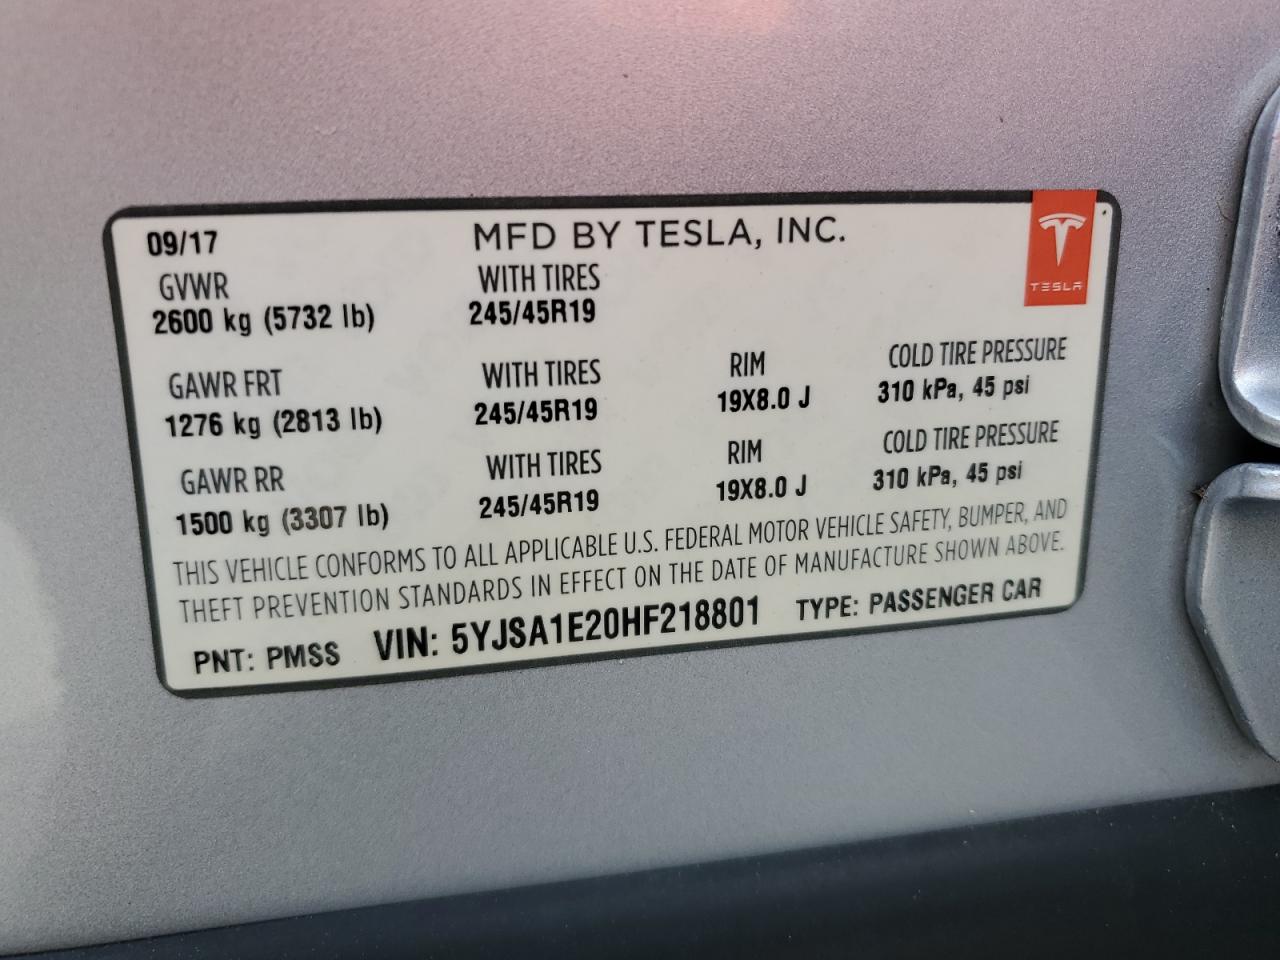 09/17 MFD BY TESLA, INC.
TESLA
GVWR WITH TIRES
2600 kg (5732 lb) 245/45R19
GAWR FRT WITH TIRES RIM COLD TIRE PRESSURE
1276 kg (2813 lb) 245/45R19 19X8.0 J 310 kPa, 45 psi
GAWR RR WITH TIRES RIM COLD TIRE PRESSURE
1500 kg (3307 lb) 245/45R19 19X8.0 J 310 kPa, 45 psi
THIS VEHICLE CONFORMS TO ALL APPLICABLE U.S. FEDERAL MOTOR VEHICLE SAFETY, BUMPER, AND
THEFT PREVENTION STANDARDS IN EFFECT ON THE DATE OF MANUFACTURE SHOWN ABOVE.
PNT: PMSS VIN: 5YJSA1E20HF218801 TYPE: PASSENGER CAR